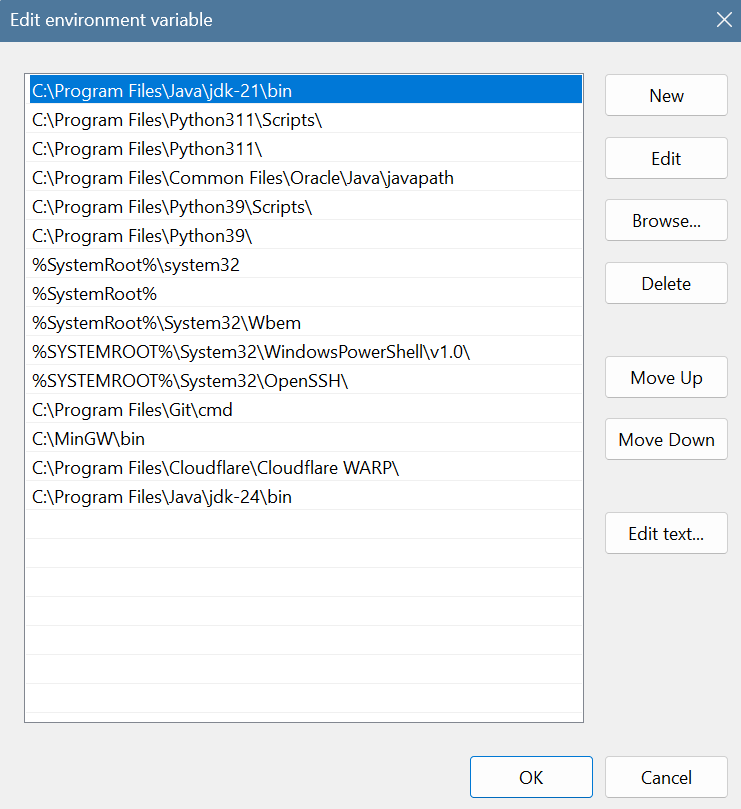 Edit environment variable
C:\Program Files\Java\jdk-21\bin
C:\Program Files\Python311\Scripts\
C:\Program Files\Python311\
C:\Program Files\Common Files\Oracle\Java\javapath
C:\Program Files\Python39\Scripts\
C:\Program Files\Python39\
%SystemRoot%\system32
%SystemRoot%
%SystemRoot%\System32\Wbem
%SYSTEMROOT%\System32\WindowsPowerShell\v1.0\
%SYSTEMROOT%\System32\OpenSSH\
C:\Program Files\Git\cmd
C:\MinGW\bin
C:\Program Files\Cloudflare\Cloudflare WARP\
C:\Program Files\Java\jdk-24\bin
New
Edit
Browse...
Delete
Move Up
Move Down
Edit text...
OK
Cancel